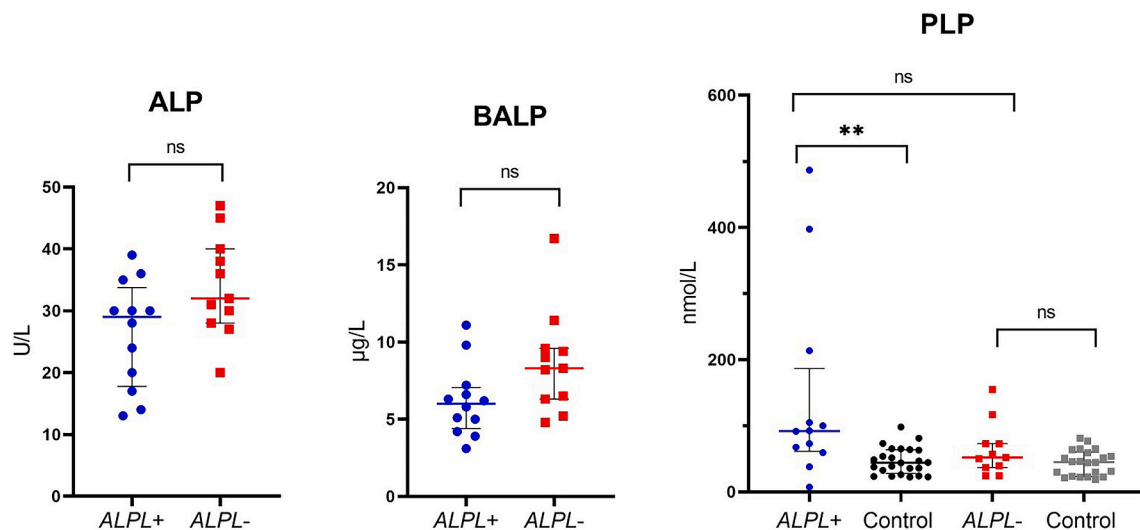 ALP
ns
50
40
30
20
10
0
U/L
ALPL+ ALPL-
BALP
ns
20
15
10
5
0
µg/L
ALPL+ ALPL-
PLP
ns
**
ns
600
400
200
0
nmol/L
ALPL+ Control ALPL- Control